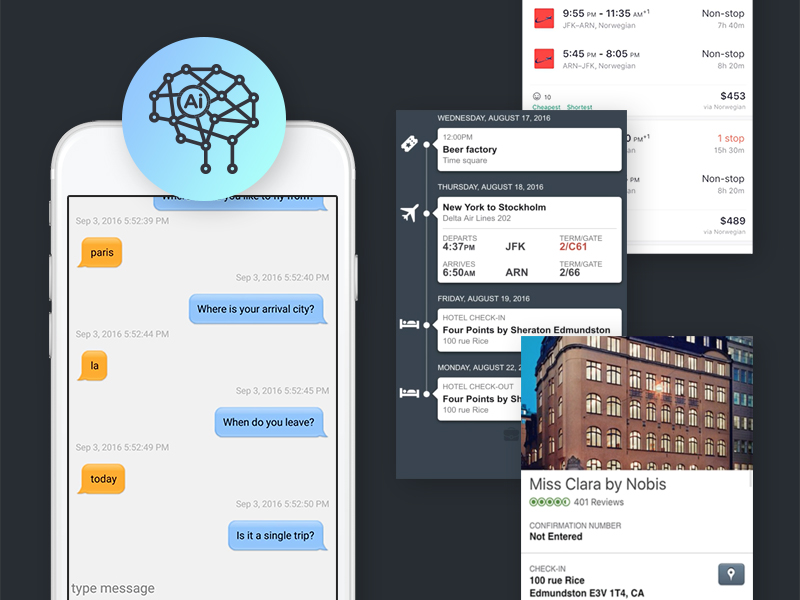 Ai
Where would you like to fly from?
Sep 3, 2016 5:52:39 PM
paris
Sep 3, 2016 5:52:40 PM
Where is your arrival city?
Sep 3, 2016 5:52:44 PM
la
Sep 3, 2016 5:52:45 PM
When do you leave?
Sep 3, 2016 5:52:49 PM
today
Sep 3, 2016 5:52:50 PM
Is it a single trip?
type message
WEDNESDAY, AUGUST 17, 2016
12:00PM
Beer factory
Time square
THURSDAY, AUGUST 18, 2016
New York to Stockholm
Delta Air Lines 202
DEPARTS TERM/GATE
4:37PM JFK 2/C61
ARRIVES TERM/GATE
6:50AM ARN 2/66
FRIDAY, AUGUST 19, 2016
HOTEL CHECK-IN
Four Points by Sheraton Edmundston
100 rue Rice
MONDAY, AUGUST 22, 2
HOTEL CHECK-OUT
Four Points by Sh
100 rue Rice
9:55 PM - 11:35 AM+1 Non-stop
JFK-ARN, Norwegian 7h 40m
5:45 PM - 8:05 PM Non-stop
ARN-JFK, Norwegian 8h 20m
10 $453
Cheapest Shortest via Norwegian
0 PM+1 1 stop
an 15h 30m
PM Non-stop
an 8h 20m
$489
via Norwegian
Miss Clara by Nobis
401 Reviews
CONFIRMATION NUMBER
Not Entered
CHECK-IN
100 rue Rice
Edmundston E3V 1T4, CA